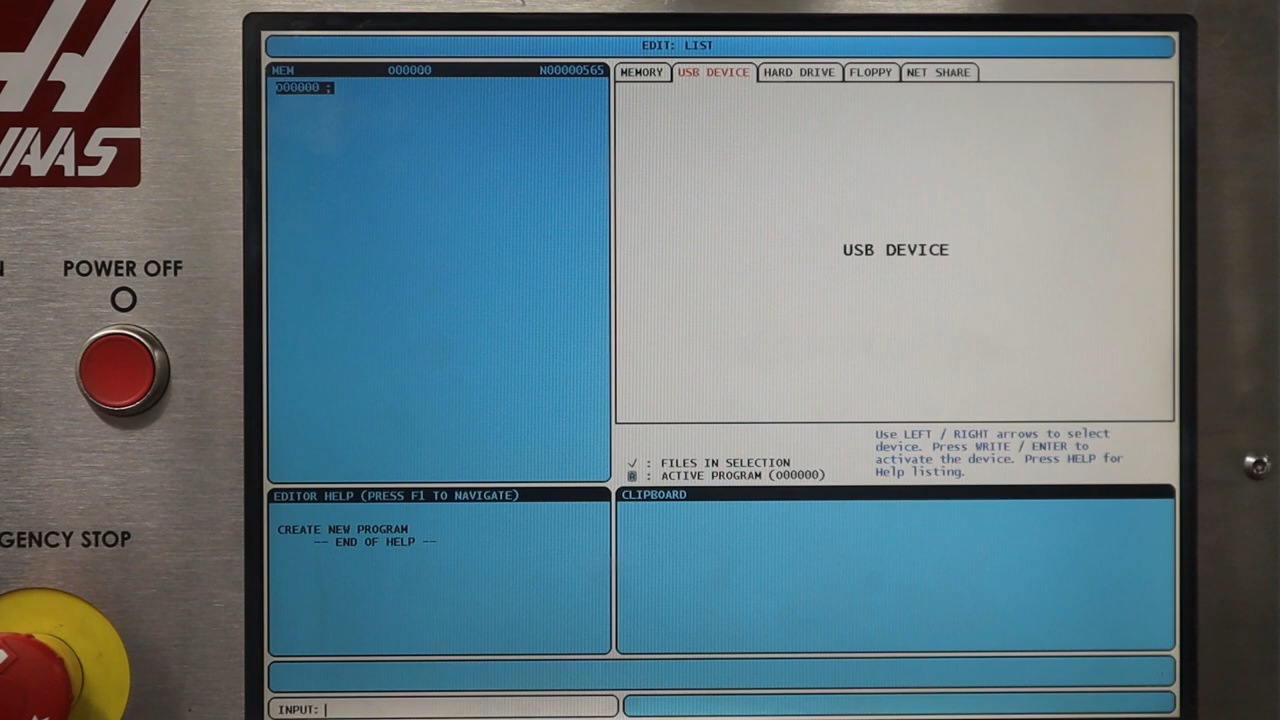 EDIT: LIST
MEM O00000 N00000565
O00000 ;
MEMORY USB DEVICE HARD DRIVE FLOPPY NET SHARE
USB DEVICE
Use LEFT / RIGHT arrows to select
device. Press WRITE / ENTER to
activate the device. Press HELP for
Help listing.
✓ : FILES IN SELECTION
: ACTIVE PROGRAM (O00000)
EDITOR HELP (PRESS F1 TO NAVIGATE)
CREATE NEW PROGRAM
-- END OF HELP --
CLIPBOARD
INPUT:
HAAS
POWER OFF
GENCY STOP